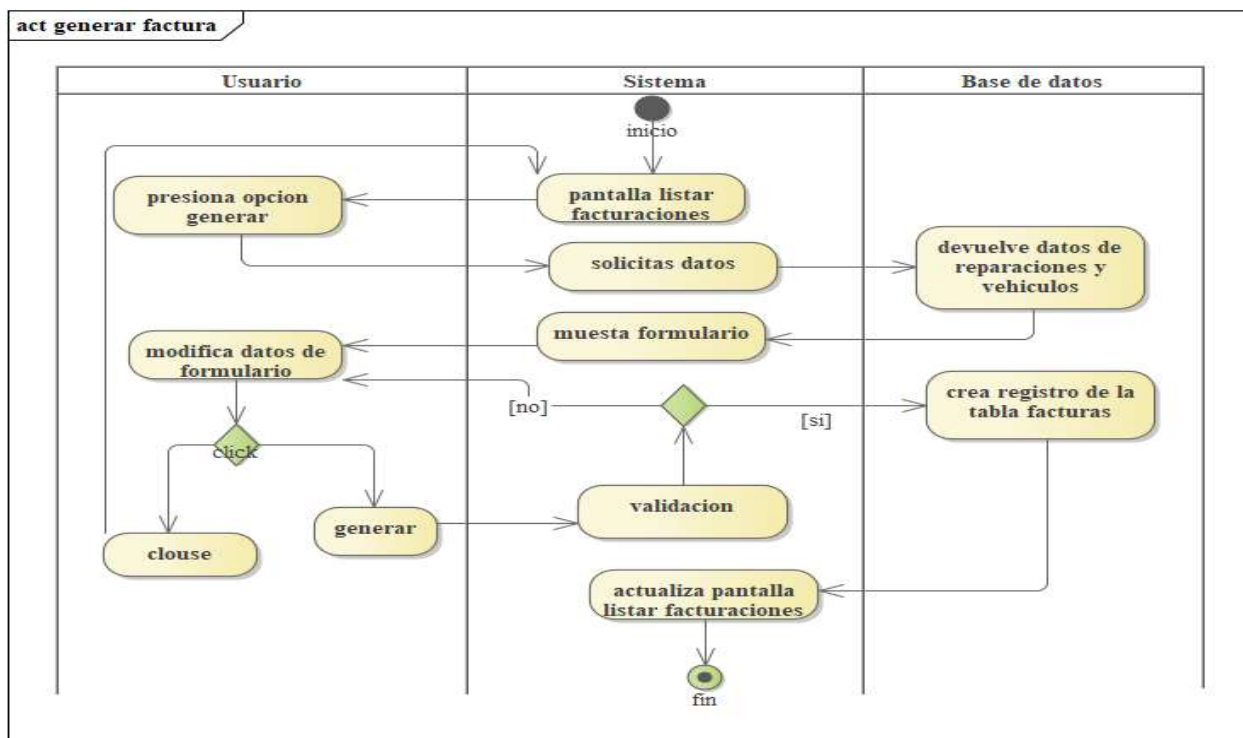 act generar factura
Usuario
Sistema
Base de datos
inicio
pantalla listar
facturaciones
presiona opcion
generar
solicitas datos
devuelve datos de
reparaciones y
vehiculos
muesta formulario
modifica datos de
formulario
[no]
[si]
crea registro de la
tabla facturas
click
validacion
generar
clouse
actualiza pantalla
listar facturaciones
fin